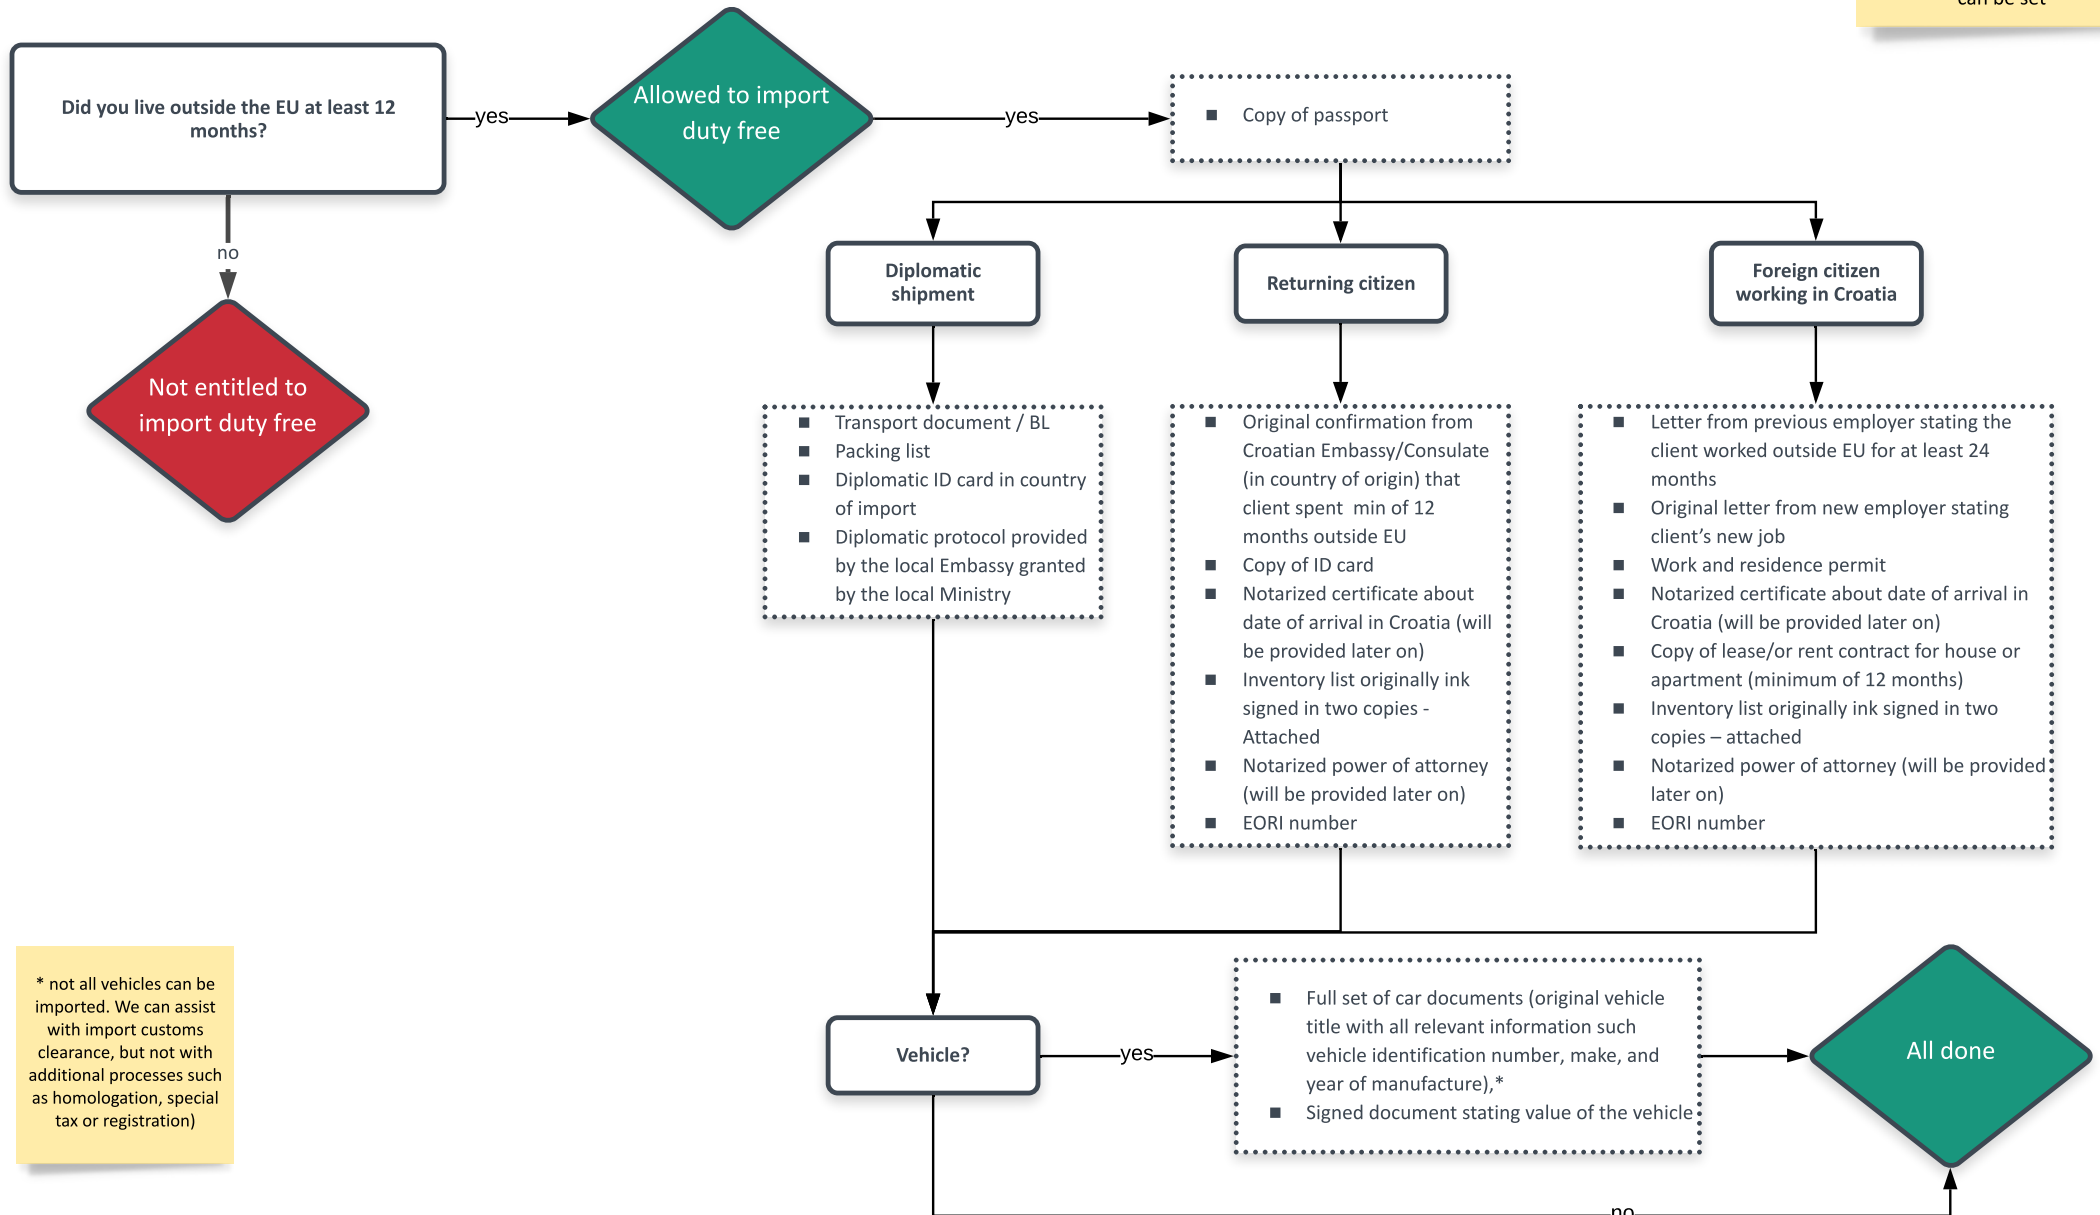 can be set
Did you live outside the EU at least 12
months?
yes
Allowed to import
duty free
yes
■ Copy of passport
no
Not entitled to
import duty free
Diplomatic
shipment
Returning citizen
Foreign citizen
working in Croatia
■ Transport document / BL
■ Packing list
■ Diplomatic ID card in country
of import
■ Diplomatic protocol provided
by the local Embassy granted
by the local Ministry
■ Original confirmation from
Croatian Embassy/Consulate
(in country of origin) that
client spent  min of 12
months outside EU
■ Copy of ID card
■ Notarized certificate about
date of arrival in Croatia (will
be provided later on)
■ Inventory list originally ink
signed in two copies -
Attached
■ Notarized power of attorney
(will be provided later on)
■ EORI number
■ Letter from previous employer stating the
client worked outside EU for at least 24
months
■ Original letter from new employer stating
client’s new job
■ Work and residence permit
■ Notarized certificate about date of arrival in
Croatia (will be provided later on)
■ Copy of lease/or rent contract for house or
apartment (minimum of 12 months)
■ Inventory list originally ink signed in two
copies – attached
■ Notarized power of attorney (will be provided
later on)
■ EORI number
* not all vehicles can be
imported. We can assist
with import customs
clearance, but not with
additional processes such
as homologation, special
tax or registration)
Vehicle?
yes
■ Full set of car documents (original vehicle
title with all relevant information such
vehicle identification number, make, and
year of manufacture),*
■ Signed document stating value of the vehicle
All done
no